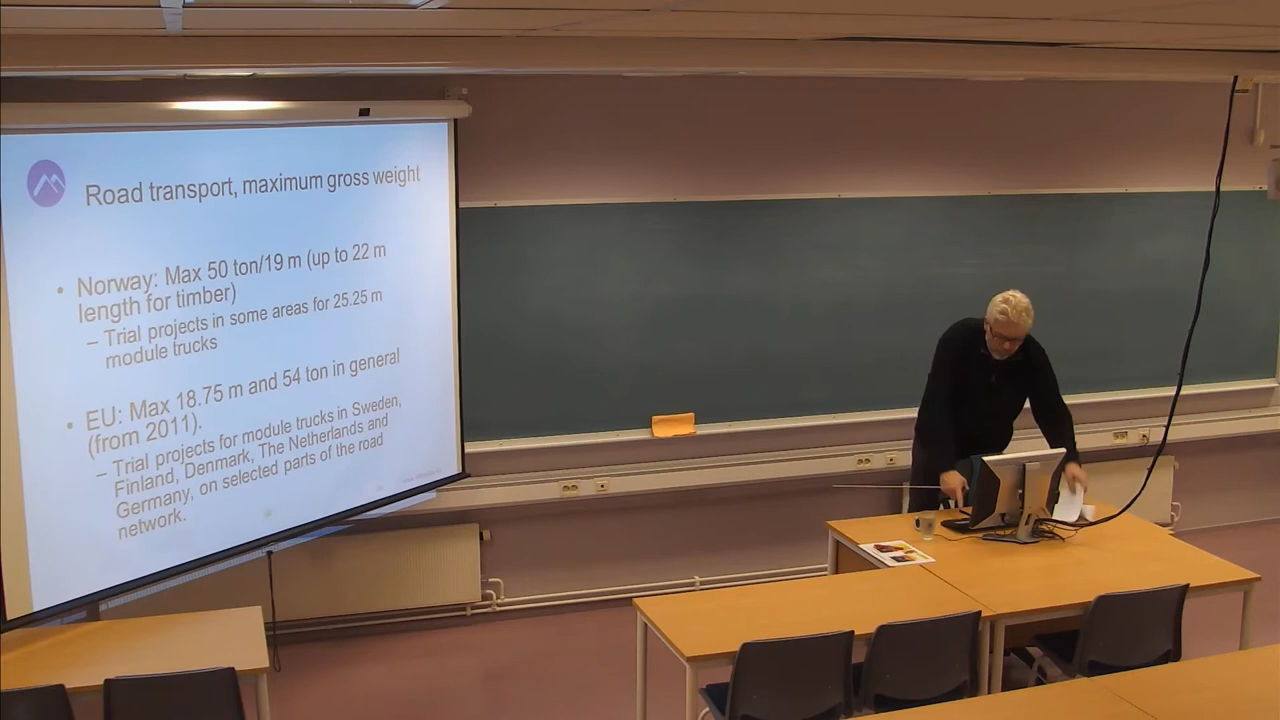 Road transport, maximum gross weight
• Norway: Max 50 ton/19 m (up to 22 m
length for timber)
– Trial projects in some areas for 25.25 m
module trucks
• EU: Max 18.75 m and 54 ton in general
(from 2011).
– Trial projects for module trucks in Sweden,
Finland, Denmark, The Netherlands and
Germany, on selected parts of the road
network.